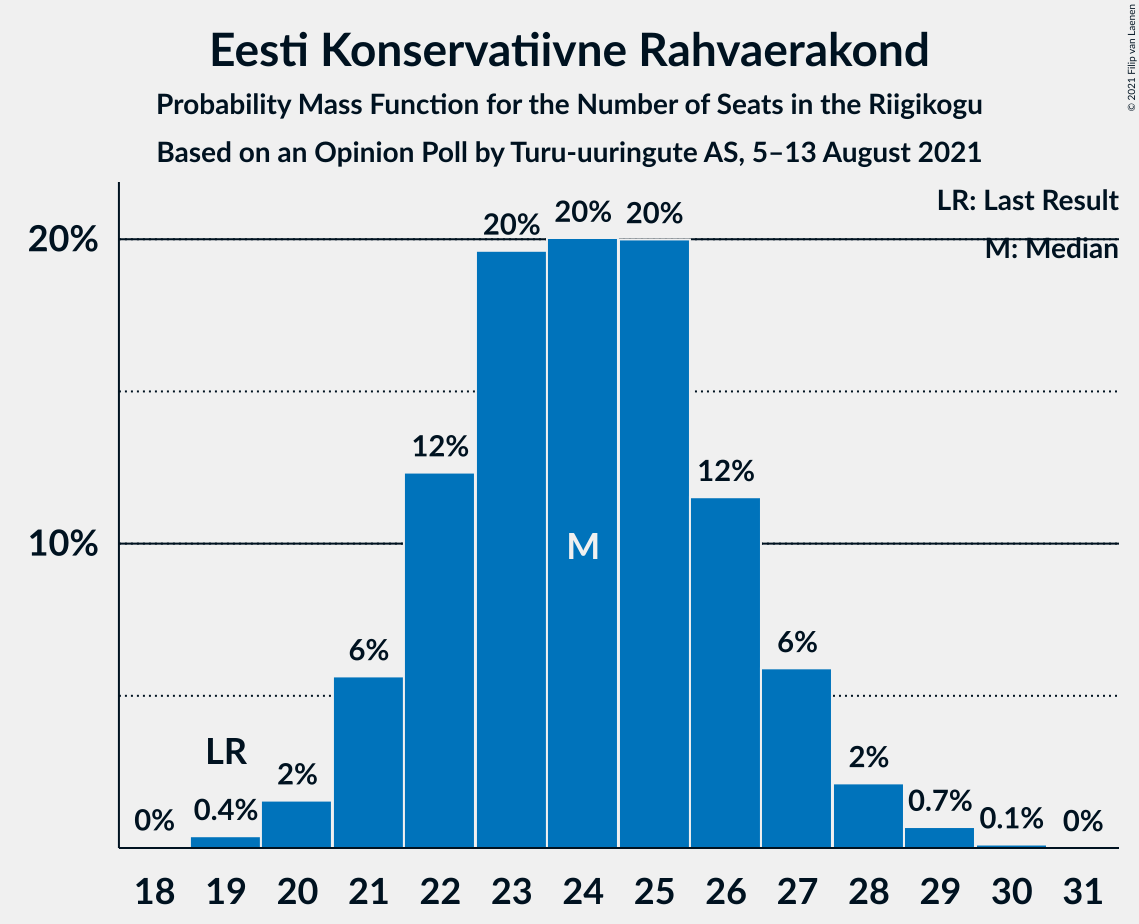 Eesti Konservatiivne Rahvaerakond
Probability Mass Function for the Number of Seats in the Riigikogu
Based on an Opinion Poll by Turu-uuringute AS, 5–13 August 2021
© 2021 Filip van Laenen
LR: Last Result
M: Median
20%
10%
0%
LR
0.4%
2%
6%
12%
20%
20%
M
20%
12%
6%
2%
0.7%
0.1%
0%
18 19 20 21 22 23 24 25 26 27 28 29 30 31